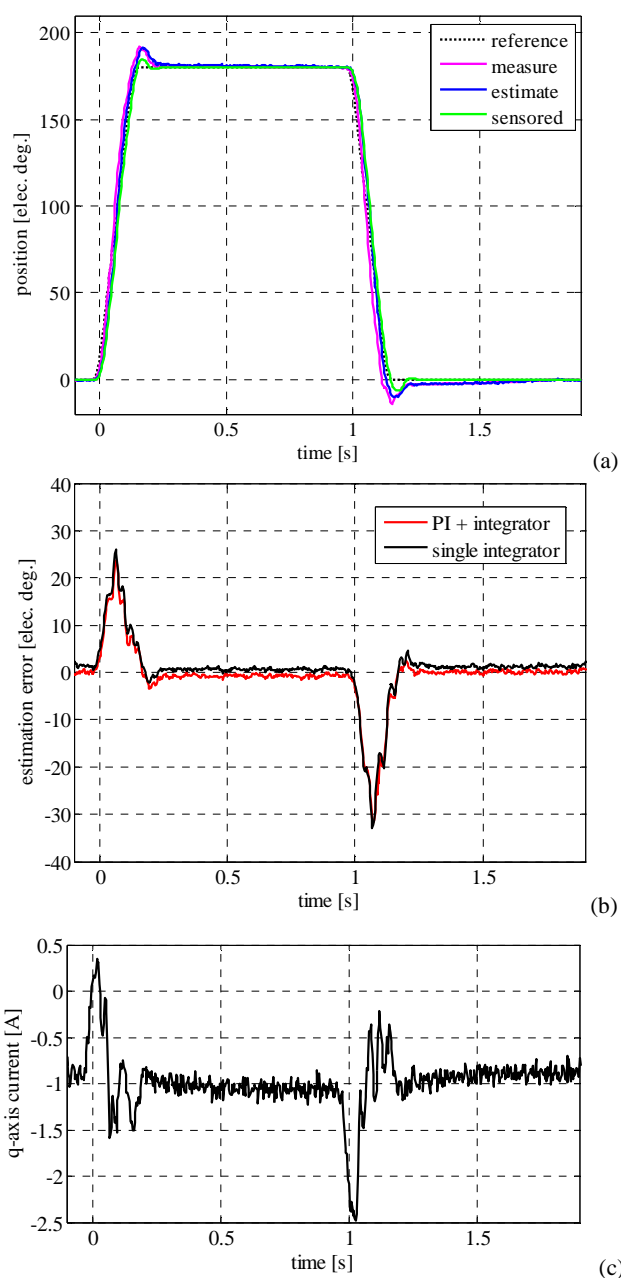 200
150
100
50
0
position [elec. deg.]
reference
measure
estimate
sensored
0
0.5
1
1.5
time [s]
(a)
40
30
20
10
0
-10
-20
-30
-40
estimation error [elec. deg.]
PI + integrator
single integrator
0
0.5
1
1.5
time [s]
(b)
0.5
0
-0.5
-1
-1.5
-2
-2.5
q-axis current [A]
0
0.5
1
1.5
time [s]
(c)